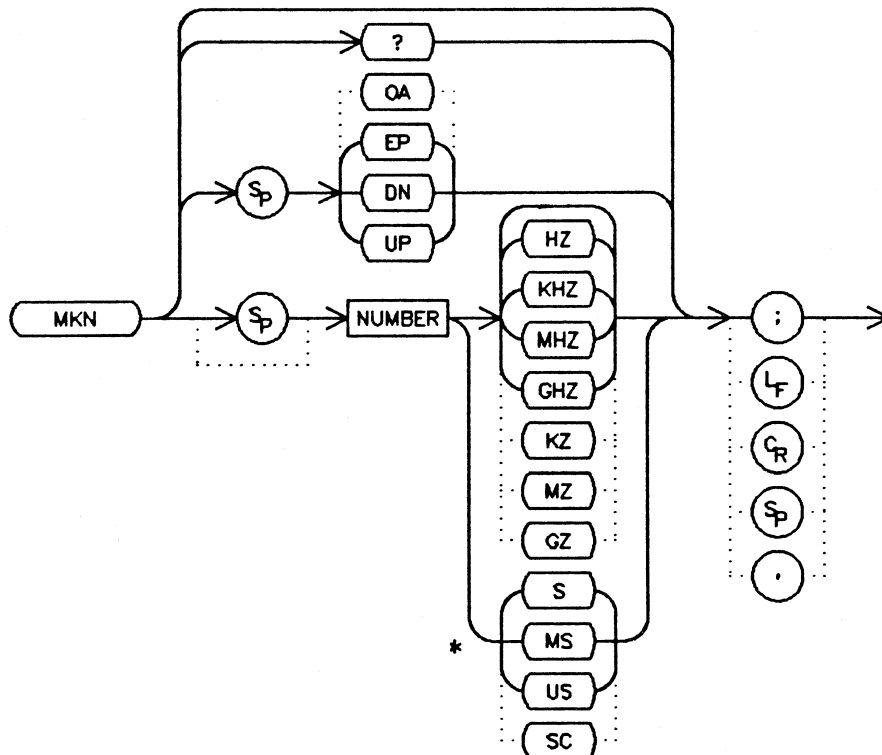 ?
OA
EP
SP
DN
UP
HZ
KHZ
MKN
SP
NUMBER
;
MHZ
GHZ
LF
KZ
CR
MZ
SP
GZ
,
S
*
MS
US
SC